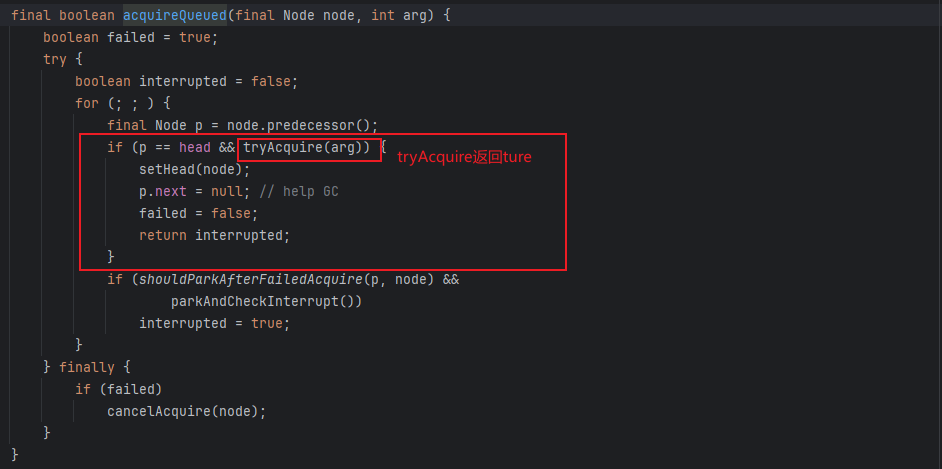 final boolean acquireQueued(final Node node, int arg) {
    boolean failed = true;
    try {
        boolean interrupted = false;
        for (; ; ) {
            final Node p = node.predecessor();
            if (p == head && tryAcquire(arg)) { tryAcquire返回ture
                setHead(node);
                p.next = null; // help GC
                failed = false;
                return interrupted;
            }
            if (shouldParkAfterFailedAcquire(p, node) &&
                    parkAndCheckInterrupt())
                interrupted = true;
        }
    } finally {
        if (failed)
            cancelAcquire(node);
    }
}